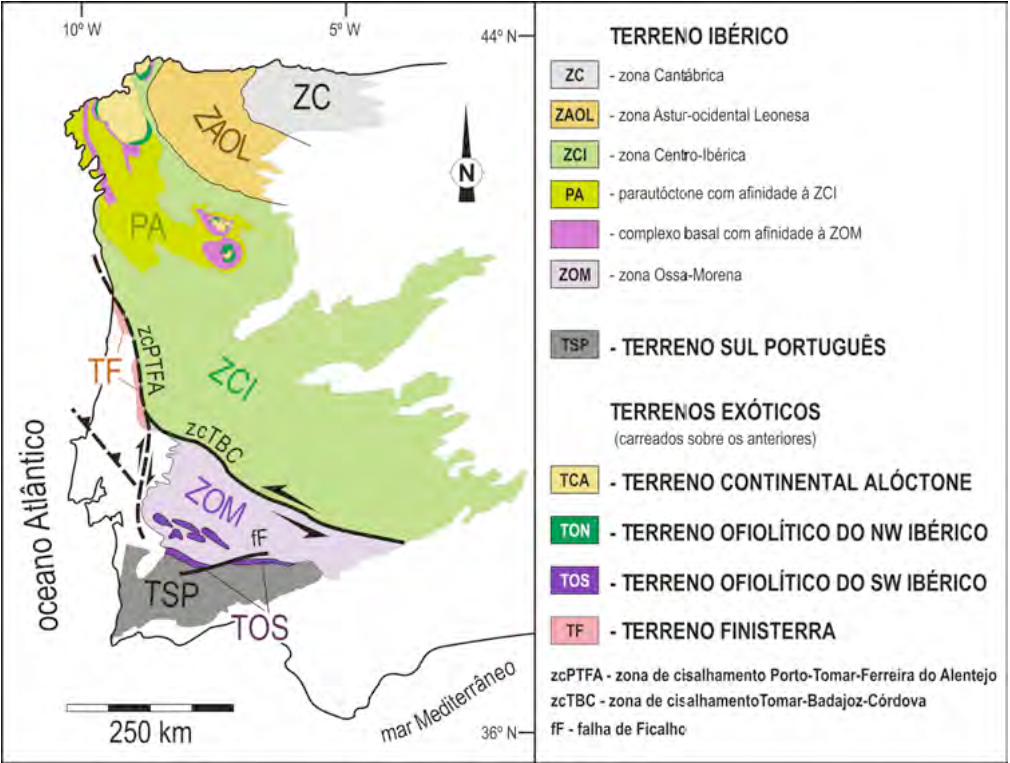 10º W
5º W
44º N
ZC
ZAOL
N
PA
zcPTFA
TF
ZCI
zcTBC
oceano Atlântico
ZOM
fF
TSP
TOS
mar Mediterrâneo
250 km
36º N
TERRENO IBÉRICO
ZC - zona Cantábrica
ZAOL - zona Astur-ocidental Leonesa
ZCI - zona Centro-Ibérica
PA - parautóctone com afinidade à ZCI
- complexo basal com afinidade à ZOM
ZOM - zona Ossa-Morena
TSP - TERRENO SUL PORTUGUÊS
TERRENOS EXÓTICOS
(carreados sobre os anteriores)
TCA - TERRENO CONTINENTAL ALÓCTONE
TON - TERRENO OFIOLÍTICO DO NW IBÉRICO
TOS - TERRENO OFIOLÍTICO DO SW IBÉRICO
TF - TERRENO FINISTERRA
zcPTFA - zona de cisalhamento Porto-Tomar-Ferreira do Alentejo
zcTBC - zona de cisalhamentoTomar-Badajoz-Córdova
fF - falha de Ficalho